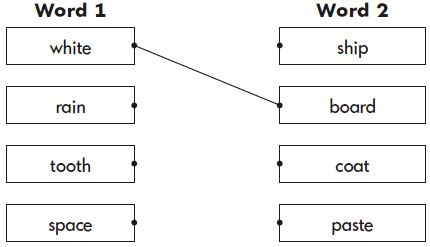 Word 1 Word 2
white ship
rain board
tooth coat
space paste